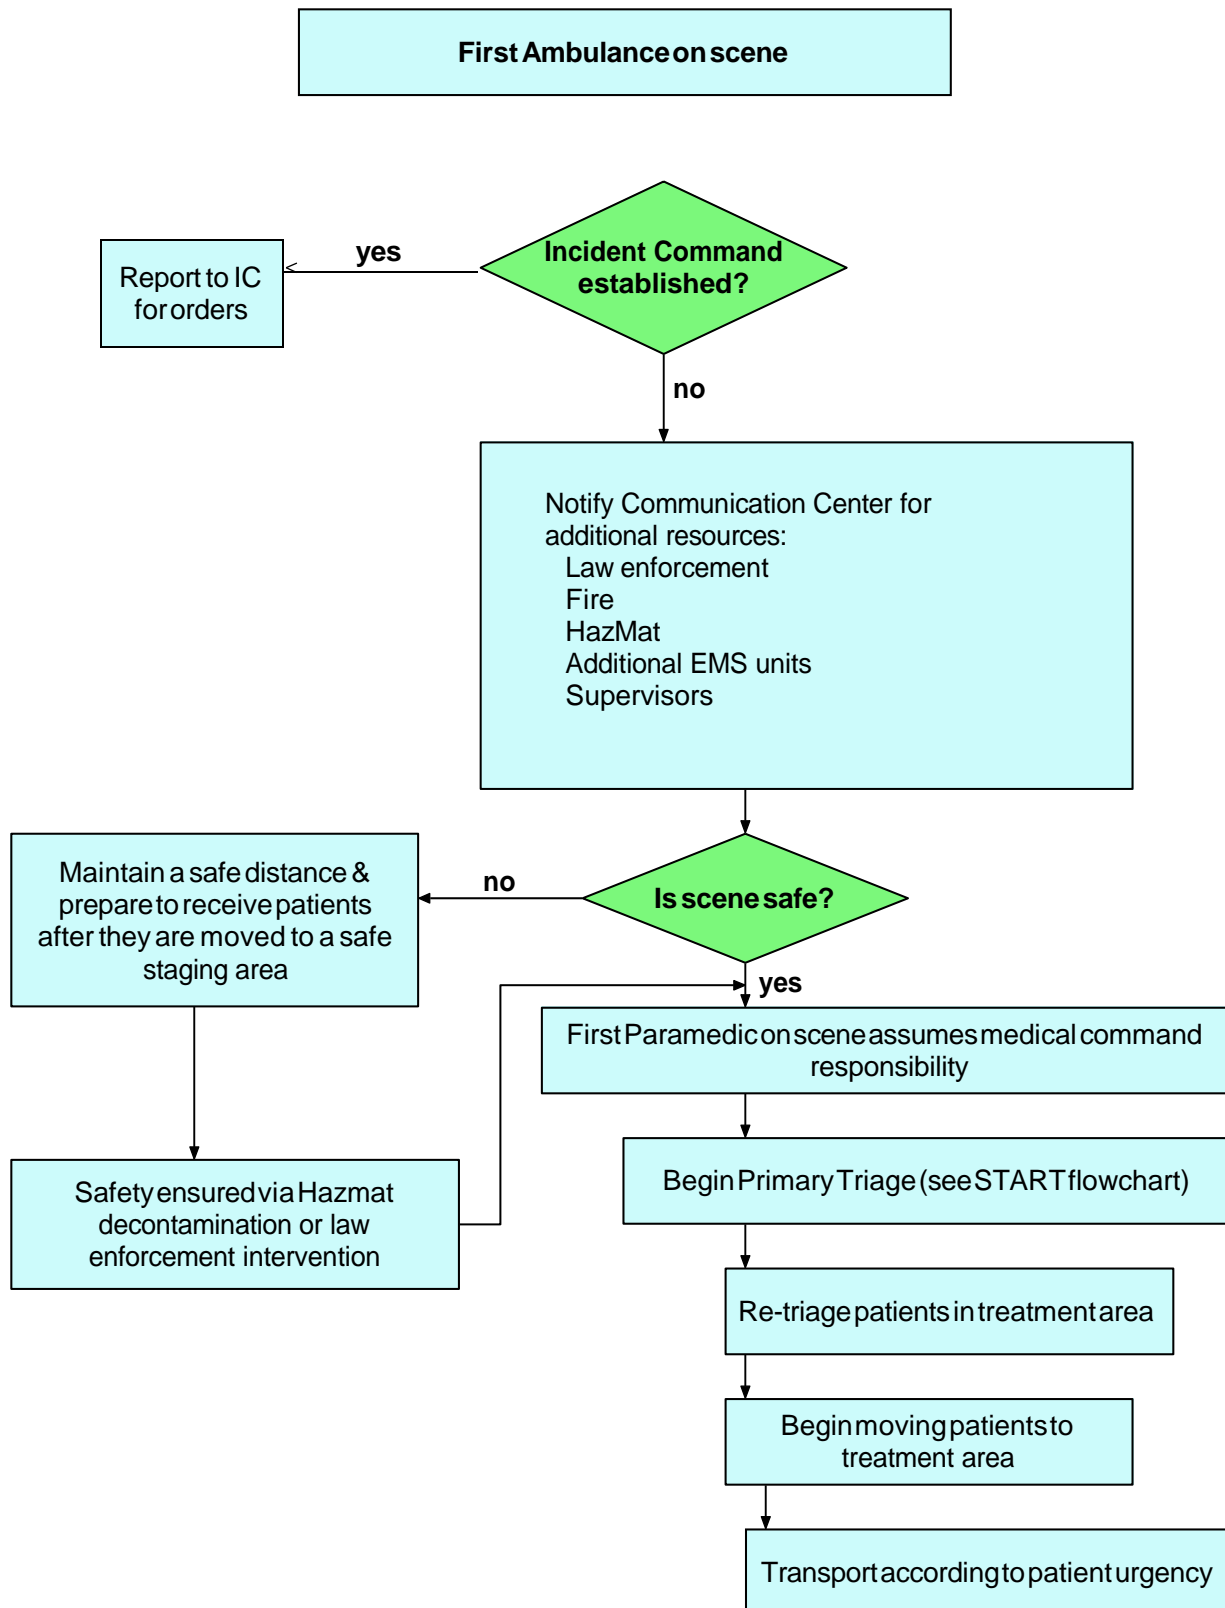 First Ambulance on scene
Incident Command
established?
yes
Report to IC
for orders
no
Notify Communication Center for
additional resources:
Law enforcement
Fire
HazMat
Additional EMS units
Supervisors
Is scene safe?
no
Maintain a safe distance &
prepare to receive patients
after they are moved to a safe
staging area
yes
First Paramedic on scene assumes medical command
responsibility
Safety ensured via Hazmat
decontamination or law
enforcement intervention
Begin Primary Triage (see START flowchart)
Re-triage patients in treatment area
Begin moving patients to
treatment area
Transport according to patient urgency